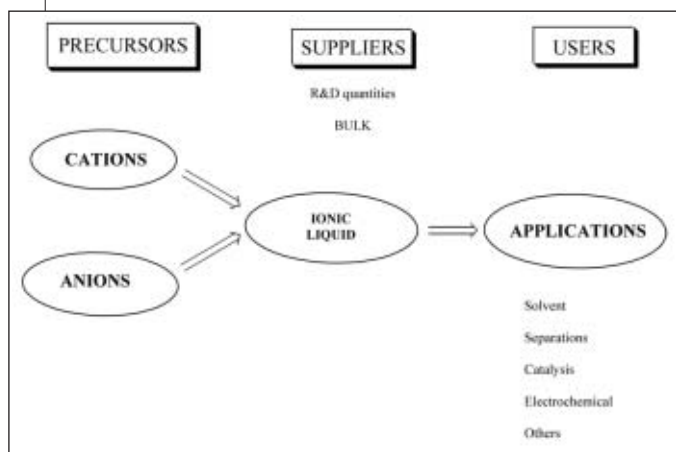 PRECURSORS
SUPPLIERS
USERS
R&D quantities
BULK
CATIONS
ANIONS
IONIC
LIQUID
APPLICATIONS
Solvent
Separations
Catalysis
Electrochemical
Others